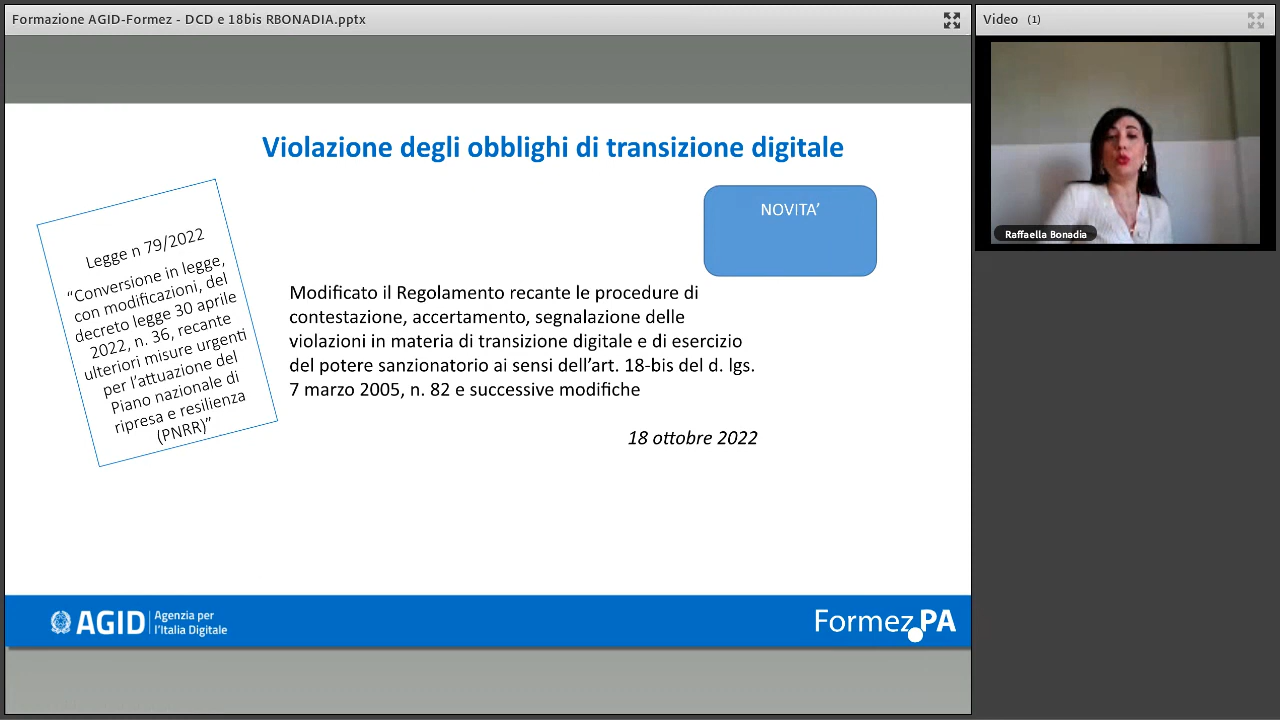 Formazione AGID-Formez - DCD e 18bis RBONADIA.pptx
Video (1)
Raffaella Bonadia
Violazione degli obblighi di transizione digitale
NOVITA’
Legge n 79/2022
“Conversione in legge,
con modificazioni, del
decreto legge 30 aprile
2022, n. 36, recante
ulteriori misure urgenti
per l’attuazione del
Piano nazionale di
ripresa e resilienza
(PNRR)”
Modificato il Regolamento recante le procedure di
contestazione, accertamento, segnalazione delle
violazioni in materia di transizione digitale e di esercizio
del potere sanzionatorio ai sensi dell’art. 18-bis del d. lgs.
7 marzo 2005, n. 82 e successive modifiche
18 ottobre 2022
AGID
Agenzia per
l’Italia Digitale
Formez PA